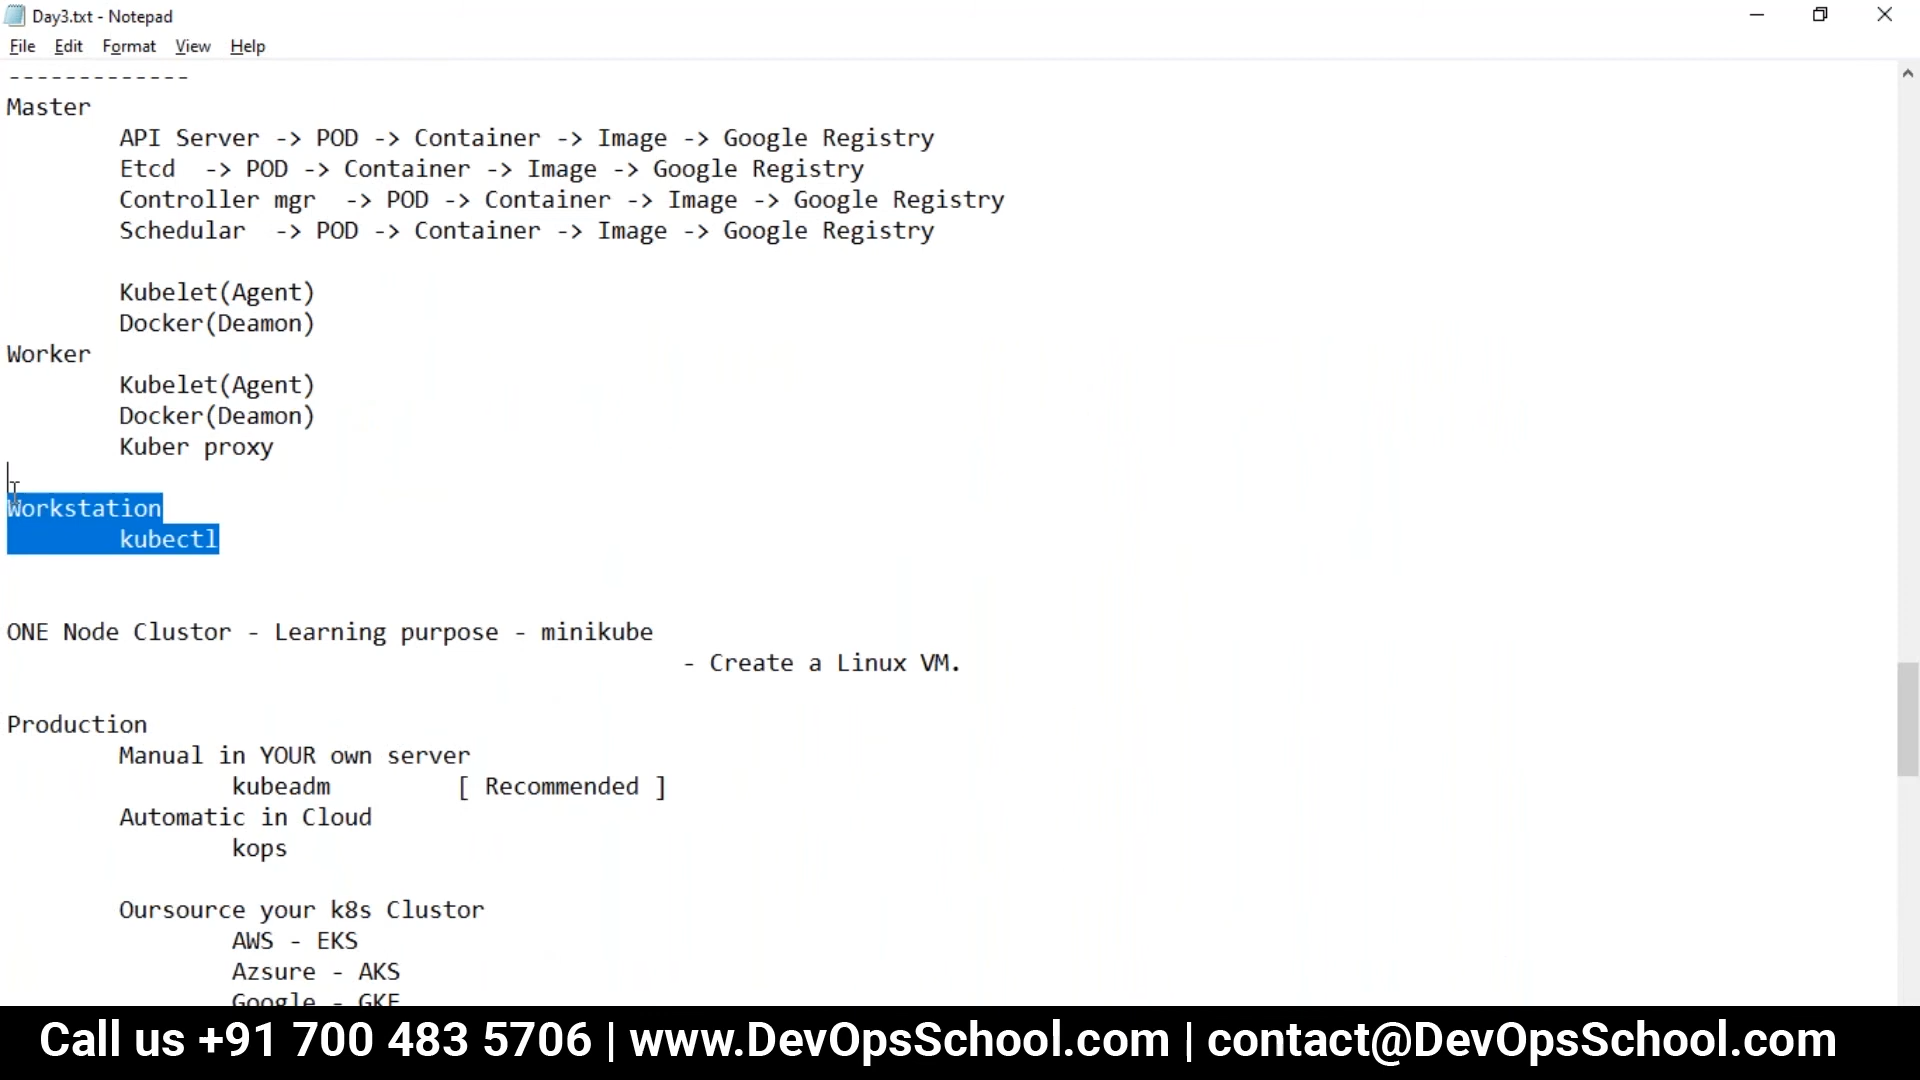 Day3.txt - Notepad
File Edit Format View Help
-------------
Master
API Server -> POD -> Container -> Image -> Google Registry
Etcd -> POD -> Container -> Image -> Google Registry
Controller mgr -> POD -> Container -> Image -> Google Registry
Schedular -> POD -> Container -> Image -> Google Registry
Kubelet(Agent)
Docker(Deamon)
Worker
Kubelet(Agent)
Docker(Deamon)
Kuber proxy
Workstation
kubectl
ONE Node Clustor - Learning purpose - minikube
- Create a Linux VM.
Production
Manual in YOUR own server
kubeadm [ Recommended ]
Automatic in Cloud
kops
Oursource your k8s Clustor
AWS - EKS
Azsure - AKS
Google - GKE
Call us +91 700 483 5706 | www.DevOpsSchool.com | contact@DevOpsSchool.com